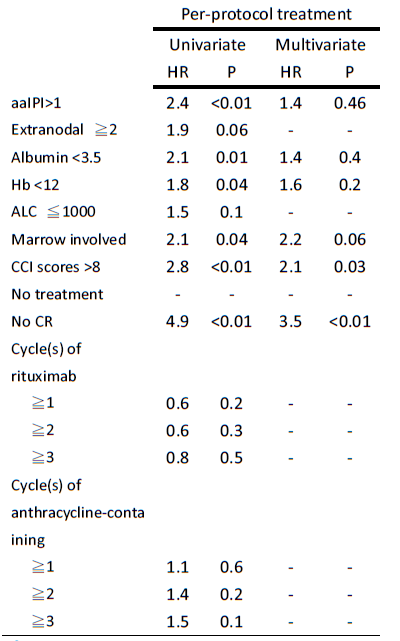 Per-protocol treatment
Univariate Multivariate
HR P HR P
aaIPI>1 2.4 <0.01 1.4 0.46
Extranodal ≧2 1.9 0.06 - -
Albumin <3.5 2.1 0.01 1.4 0.4
Hb <12 1.8 0.04 1.6 0.2
ALC ≦1000 1.5 0.1 - -
Marrow involved 2.1 0.04 2.2 0.06
CCI scores >8 2.8 <0.01 2.1 0.03
No treatment - - - -
No CR 4.9 <0.01 3.5 <0.01
Cycle(s) of
rituximab
≧1 0.6 0.2 - -
≧2 0.6 0.3 - -
≧3 0.8 0.5 - -
Cycle(s) of
anthracycline-conta
ining
≧1 1.1 0.6 - -
≧2 1.4 0.2 - -
≧3 1.5 0.1 - -